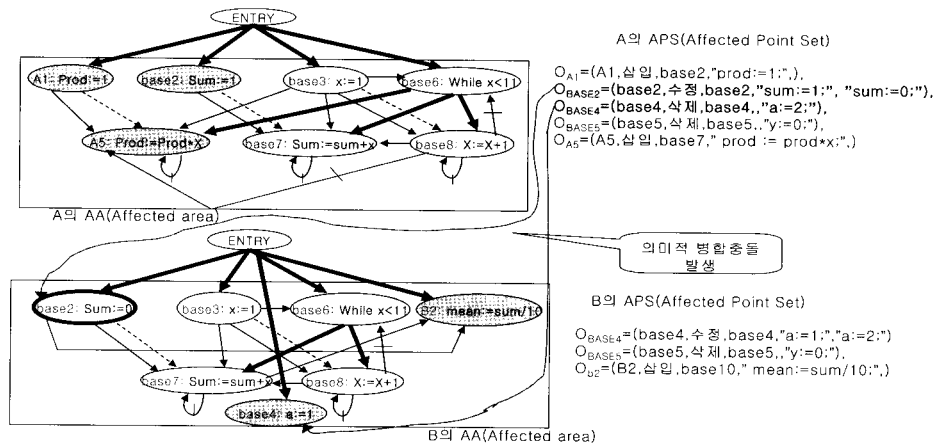 ENTRY
A1: Prod:=1
base2: Sum:=1
base3: x:=1
base6: While x<11
A5: Prod:=Prod*X
base7: Sum:=sum+x
base8: X:=X+1
A의 AA(Affected area)
A의 APS(Affected Point Set)
O_A1=(A1,삽입,base2,"prod:=1;",),
O_BASE2=(base2,수정,base2,"sum:=1;", "sum:=0;"),
O_BASE4=(base4,삭제,base4,,"a:=2;"),
O_BASE5=(base5,삭제,base5,,"y:=0;"),
O_A5=(A5,삽입,base7," prod := prod*x;",)
의미적 병합충돌
발생
ENTRY
base2: Sum:=0
base3: x:=1
base6: While x<11
B2: mean:=sum/10
base7: Sum:=sum+x
base8: X:=X+1
base4: a:=1
B의 AA(Affected area)
B의 APS(Affected Point Set)
O_BASE4=(base4,수정,base4,"a:=1;","a:=2;")
O_BASE5=(base5,삭제,base5,,"y:=0;"),
O_b2=(B2,삽입,base10," mean:=sum/10;",)